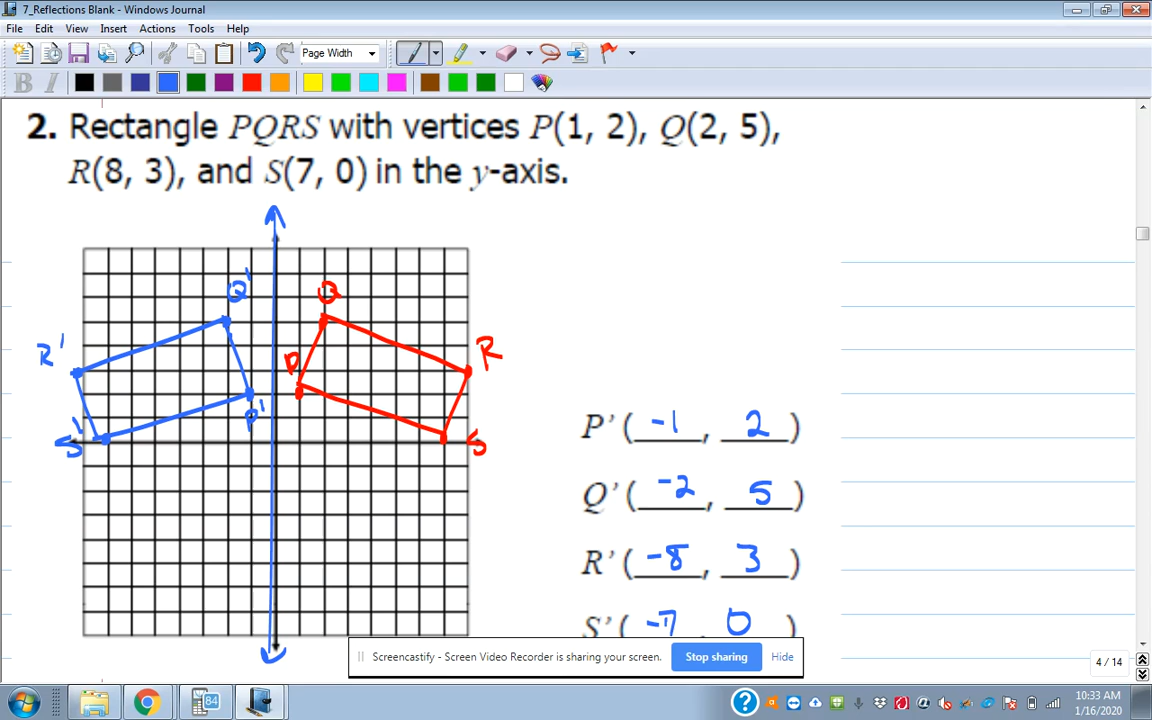 7_Reflections Blank - Windows Journal
File Edit View Insert Actions Tools Help
Page Width
B I
2. Rectangle PQRS with vertices P(1, 2), Q(2, 5),
R(8, 3), and S(7, 0) in the y-axis.
Q' Q
R' P R
P'
S' S
P'(-1, 2)
Q'(-2, 5)
R'(-8, 3)
S'(-7, 0)
Screencastify - Screen Video Recorder is sharing your screen. Stop sharing Hide
4 / 14
84
10:33 AM
1/16/2020